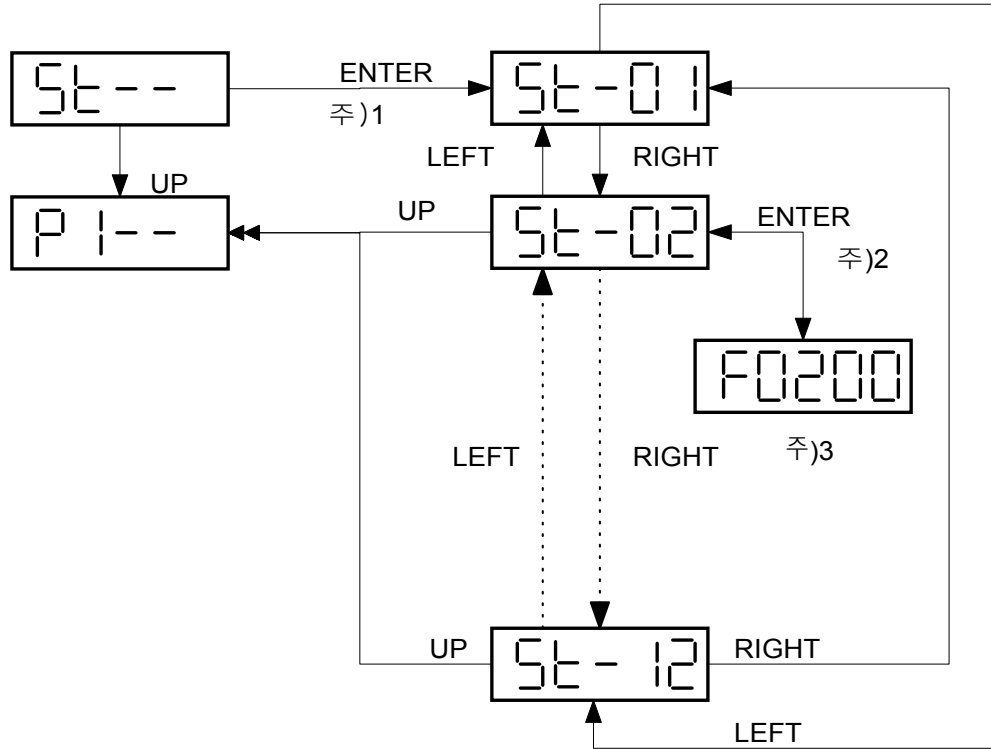 St-- 
ENTER
주)1
St-01
LEFT
RIGHT
UP
P1--
UP
St-02
ENTER
주)2
F0200
주)3
LEFT
RIGHT
UP
St-12
RIGHT
LEFT